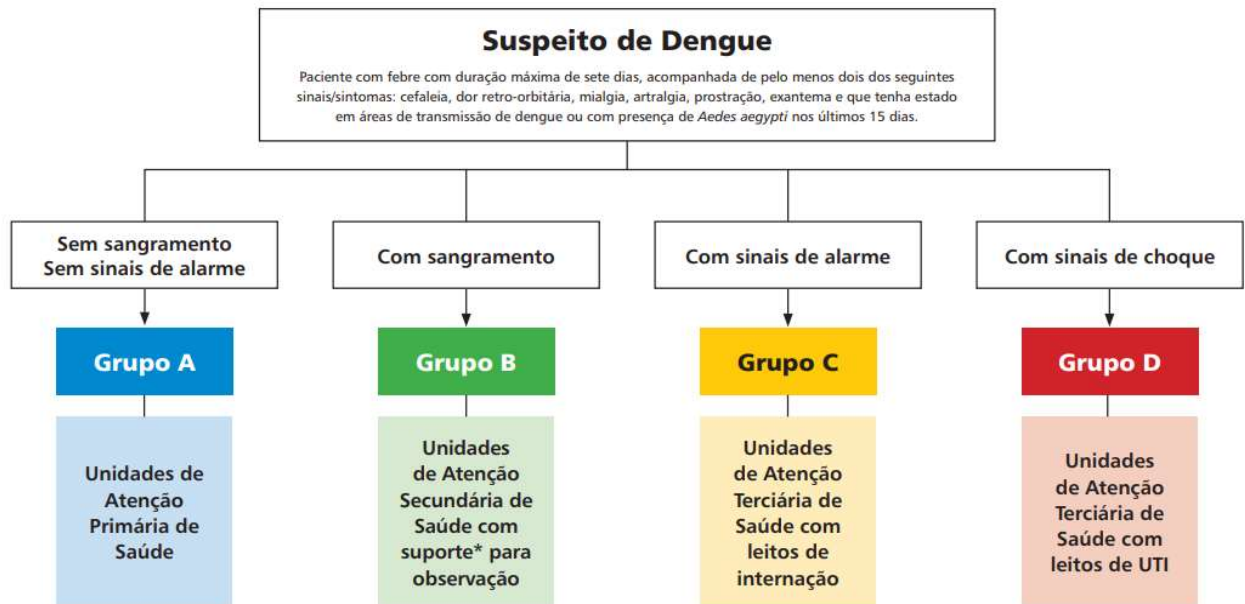 Suspeito de Dengue
Paciente com febre com duração máxima de sete dias, acompanhada de pelo menos dois dos seguintes
sinais/sintomas: cefaleia, dor retro-orbitária, mialgia, artralgia, prostração, exantema e que tenha estado
em áreas de transmissão de dengue ou com presença de Aedes aegypti nos últimos 15 dias.
Sem sangramento
Sem sinais de alarme
Com sangramento
Com sinais de alarme
Com sinais de choque
Grupo A
Grupo B
Grupo C
Grupo D
Unidades de
Atenção
Primária de
Saúde
Unidades
de Atenção
Secundária de
Saúde com
suporte* para
observação
Unidades
de Atenção
Terciária de
Saúde com
leitos de
internação
Unidades
de Atenção
Terciária de
Saúde com
leitos de UTI